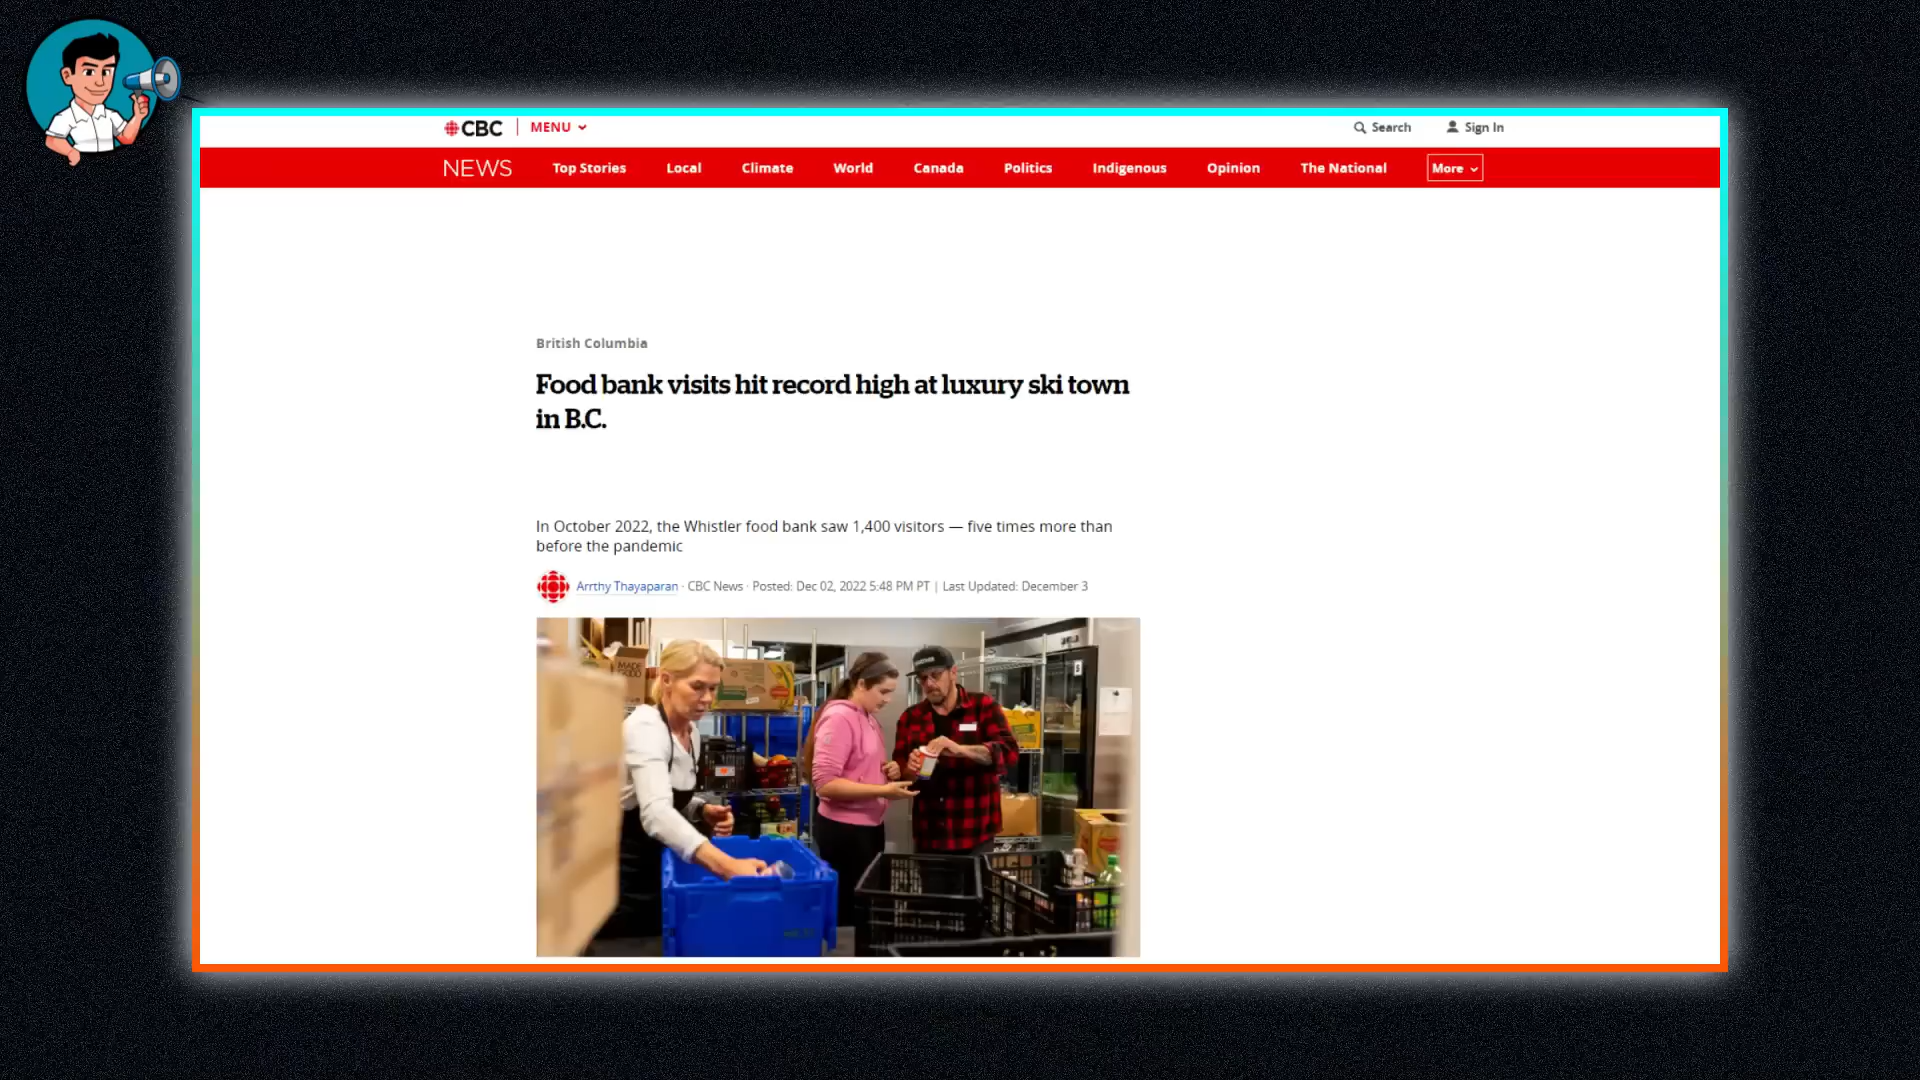 CBC MENU Search Sign In
NEWS Top Stories Local Climate World Canada Politics Indigenous Opinion The National More
British Columbia
Food bank visits hit record high at luxury ski town
in B.C.
In October 2022, the Whistler food bank saw 1,400 visitors — five times more than
before the pandemic
Arrthy Thayaparan · CBC News · Posted: Dec 02, 2022 5:48 PM PT | Last Updated: December 3
MADE
GOOD